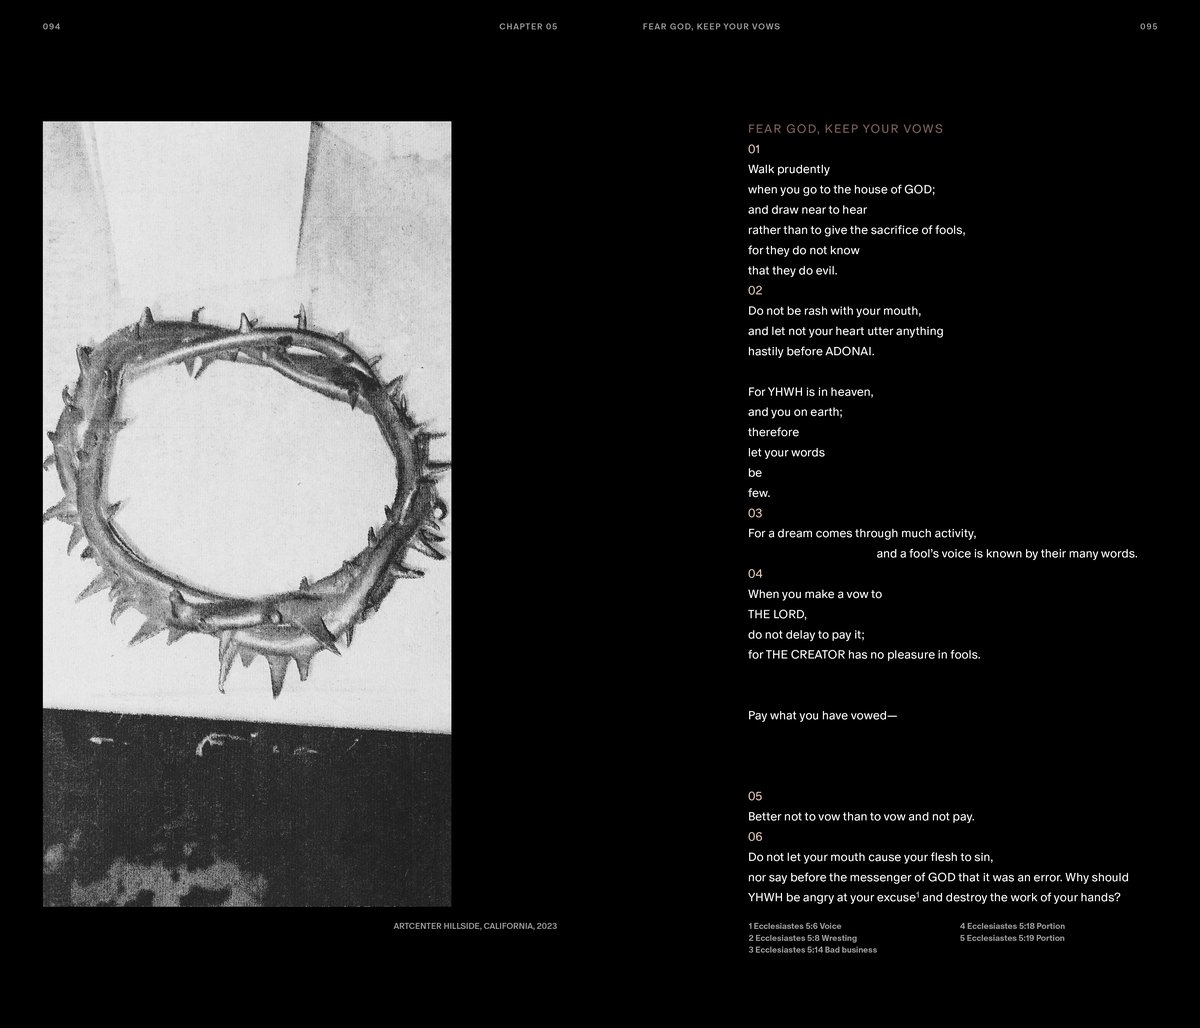 094
CHAPTER 05
FEAR GOD, KEEP YOUR VOWS
095
ARTCENTER HILLSIDE, CALIFORNIA, 2023
FEAR GOD, KEEP YOUR VOWS
01
Walk prudently
when you go to the house of GOD;
and draw near to hear
rather than to give the sacrifice of fools,
for they do not know
that they do evil.
02
Do not be rash with your mouth,
and let not your heart utter anything
hastily before ADONAI.
For YHWH is in heaven,
and you on earth;
therefore
let your words
be
few.
03
For a dream comes through much activity,
and a fool’s voice is known by their many words.
04
When you make a vow to
THE LORD,
do not delay to pay it;
for THE CREATOR has no pleasure in fools.
Pay what you have vowed—
05
Better not to vow than to vow and not pay.
06
Do not let your mouth cause your flesh to sin,
nor say before the messenger of GOD that it was an error. Why should
YHWH be angry at your excuse¹ and destroy the work of your hands?
1 Ecclesiastes 5:6 Voice
2 Ecclesiastes 5:8 Wresting
3 Ecclesiastes 5:14 Bad business
4 Ecclesiastes 5:18 Portion
5 Ecclesiastes 5:19 Portion